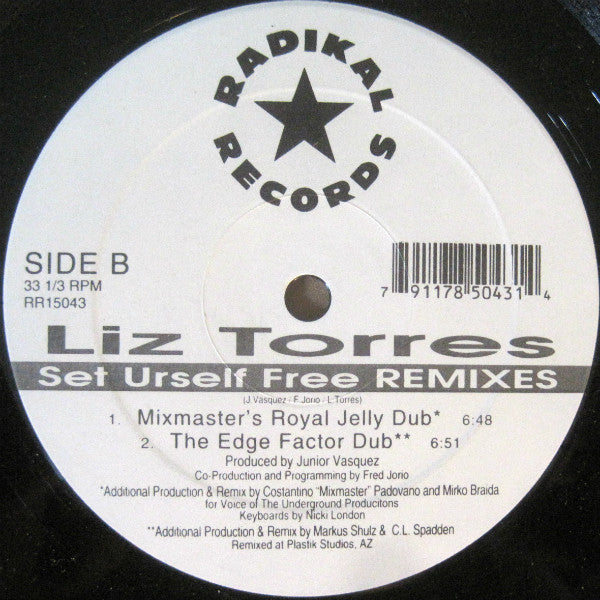 RADIKAL
RECORDS
SIDE B
33 1/3 RPM
RR15043
7 91178 50431 4
Liz Torres
Set Urself Free REMIXES
(J.Vasquez - F. Jorio - L.Torres)
1. Mixmaster's Royal Jelly Dub* 6:48
2. The Edge Factor Dub** 6:51
Produced by Junior Vasquez
Co-Production and Programming by Fred Jorio
*Additional Production & Remix by Costantino "Mixmaster" Padovano and Mirko Braida
for Voice of The Underground Producitons
Keyboards by Nicki London
**Additional Production & Remix by Markus Shulz & C.L. Spadden
Remixed at Plastik Studios, AZ